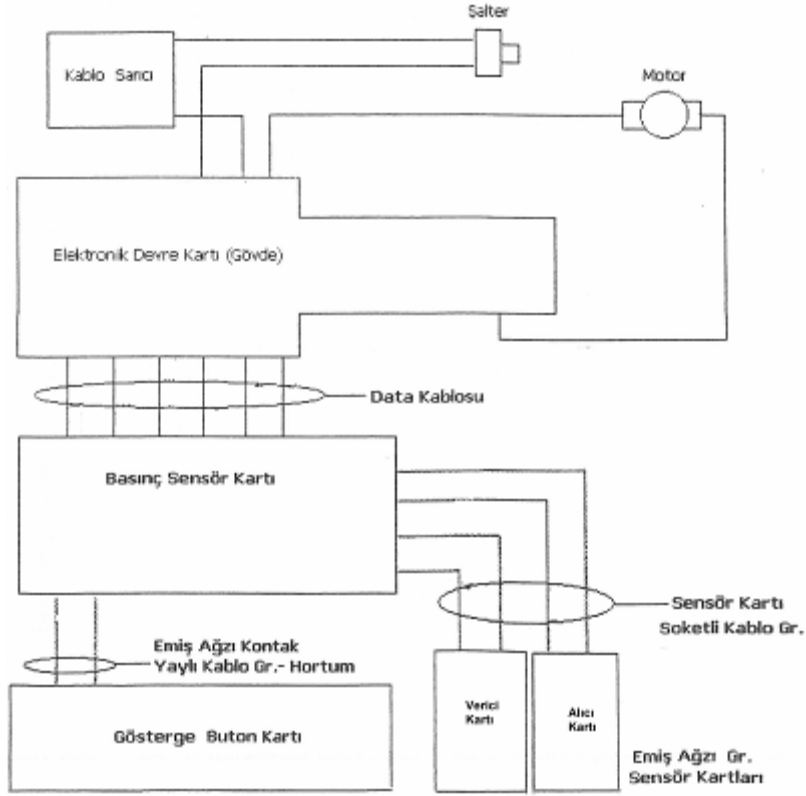 Şalter
Kablo Sarıcı
Motor
Elektronik Devre Kartı (Gövde)
Data Kablosu
Basınç Sensör Kartı
Sensör Kartı
Soketli Kablo Gr.
Emiş Ağzı Kontak
Yaylı Kablo Gr.- Hortum
Verici
Kartı
Alıcı
Kartı
Gösterge Buton Kartı
Emiş Ağzı Gr.
Sensör Kartları